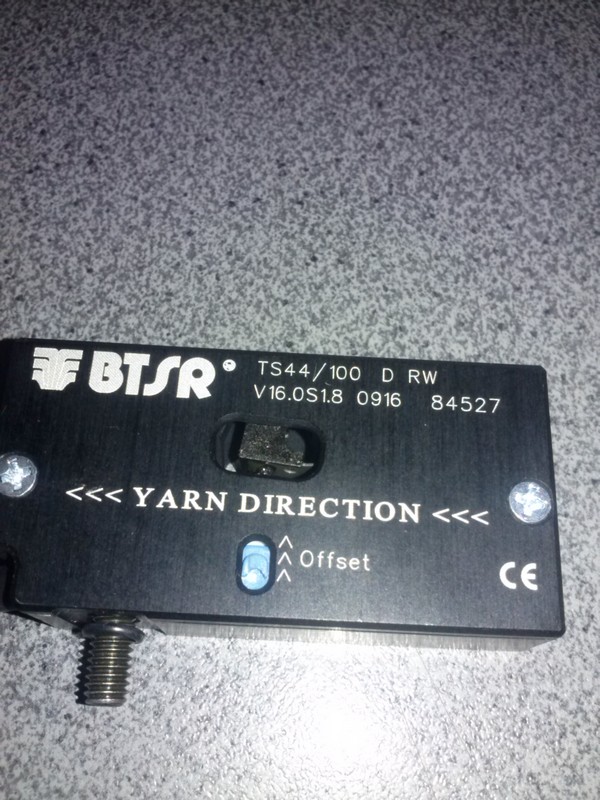 BTSR®
TS44/100 D RW
V16.0S1.8 0916 84527
<<< YARN DIRECTION <<<
Offset
CE